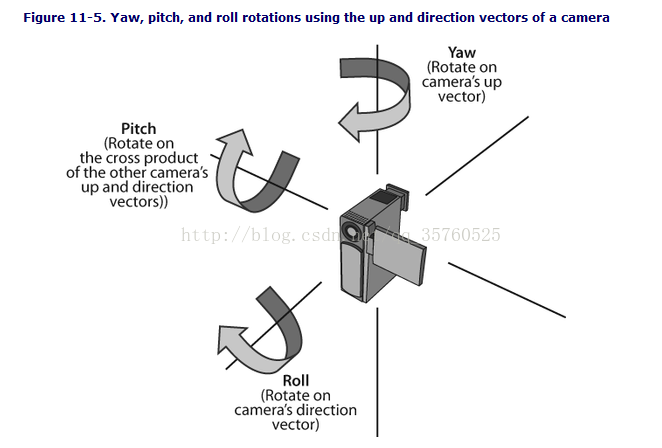 Figure 11-5. Yaw, pitch, and roll rotations using the up and direction vectors of a camera
Yaw
(Rotate on
camera's up
vector)
Pitch
(Rotate on
the cross product
of the other camera's
up and direction
vectors))
http://blog.csdn.
35760525
Roll
(Rotate on
camera's direction
vector)